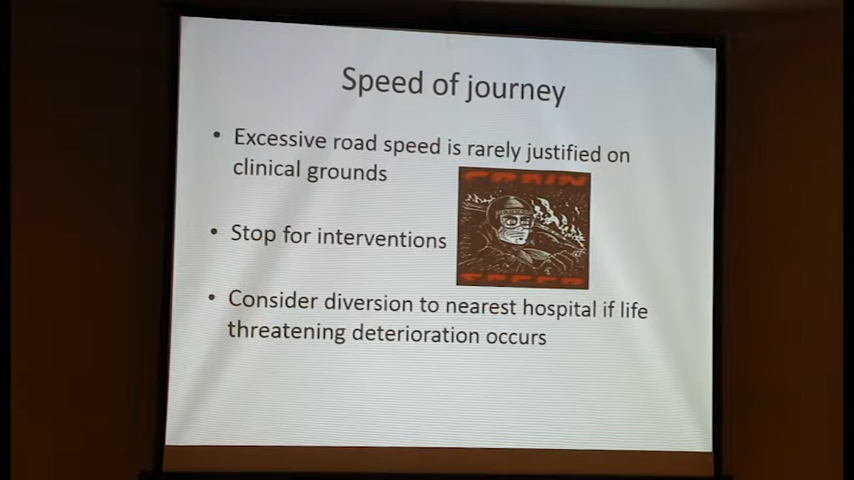 Speed of journey
• Excessive road speed is rarely justified on
clinical grounds
• Stop for interventions
• Consider diversion to nearest hospital if life
threatening deterioration occurs